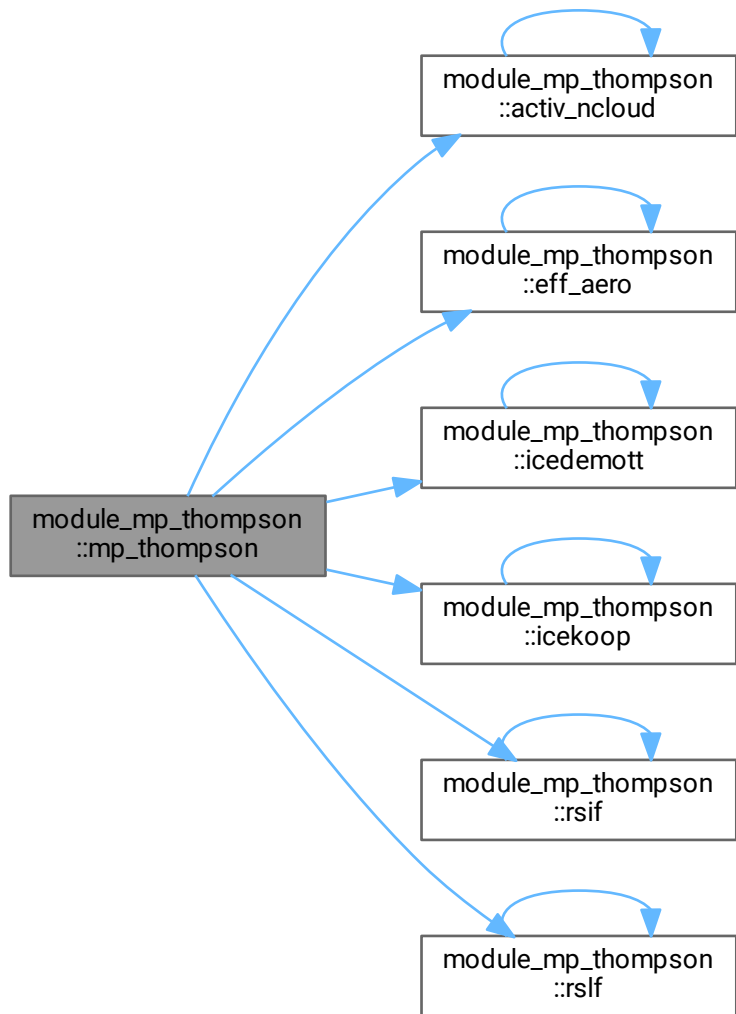 module_mp_thompson
::activ_ncloud
module_mp_thompson
::eff_aero
module_mp_thompson
::icedemott
module_mp_thompson
::mp_thompson
module_mp_thompson
::icekoop
module_mp_thompson
::rsif
module_mp_thompson
::rslf